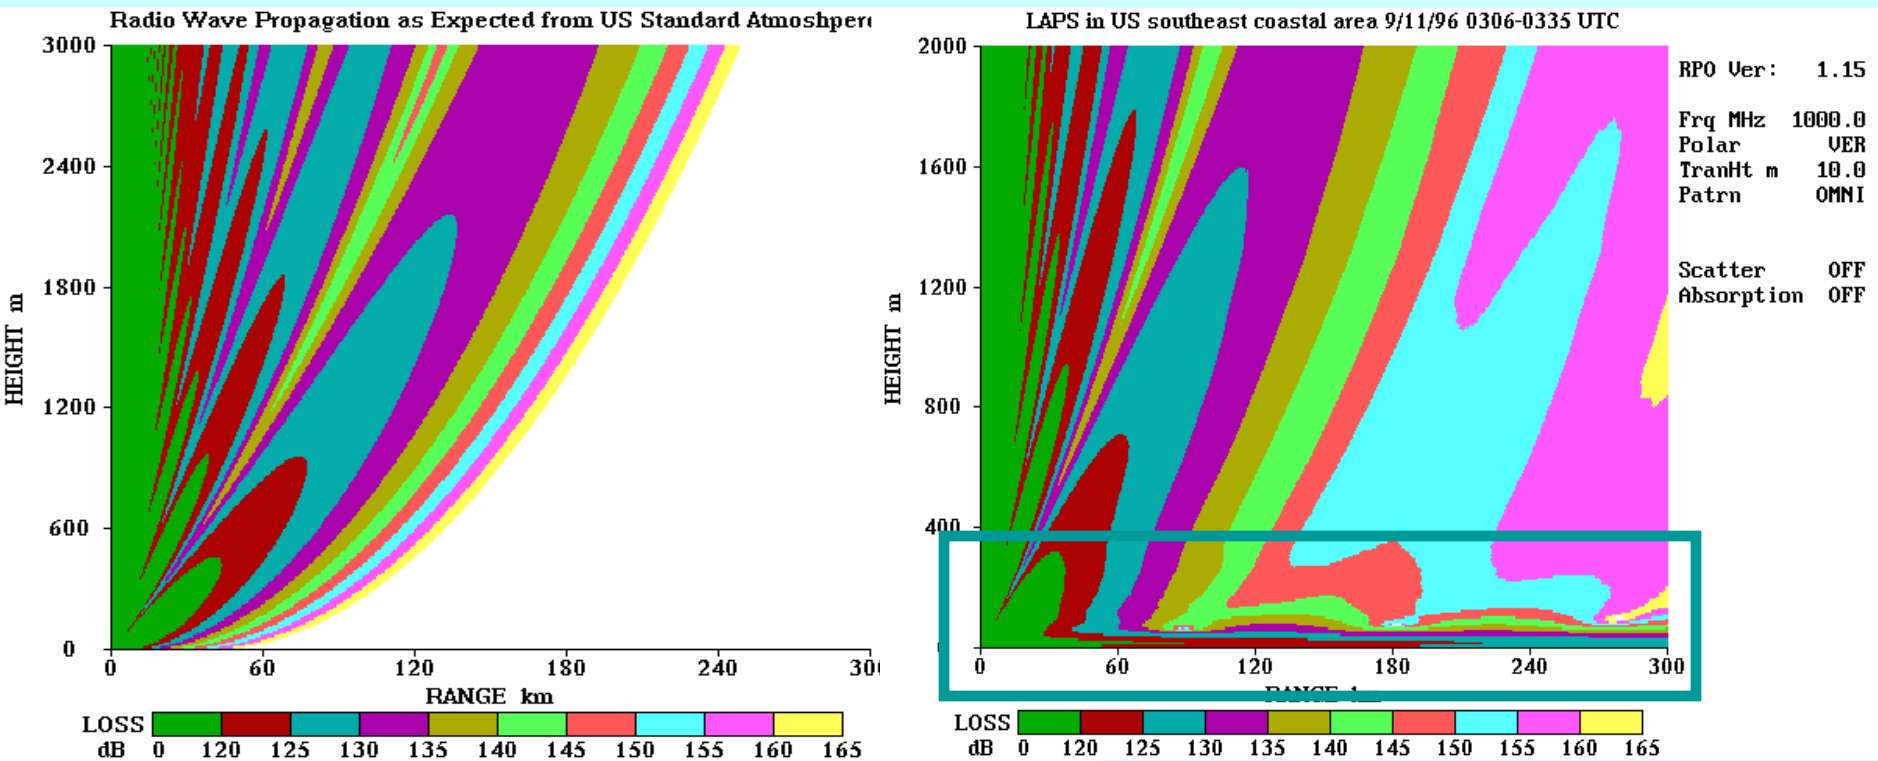 Radio Wave Propagation as Expected from US Standard Atmoshpere
3000
2400
1800
1200
600
0
HEIGHT m
0 60 120 180 240 30
RANGE km
LOSS
dB 0 120 125 130 135 140 145 150 155 160 165
LAPS in US southeast coastal area 9/11/96 0306-0335 UTC
2000
1600
1200
800
400
HEIGHT m
0 60 120 180 240 300
RANGE km
LOSS
dB 0 120 125 130 135 140 145 150 155 160 165
RPO Ver: 1.15
Frq MHz 1000.0
Polar VER
TranHt m 10.0
Patrn OMNI
Scatter OFF
Absorption OFF